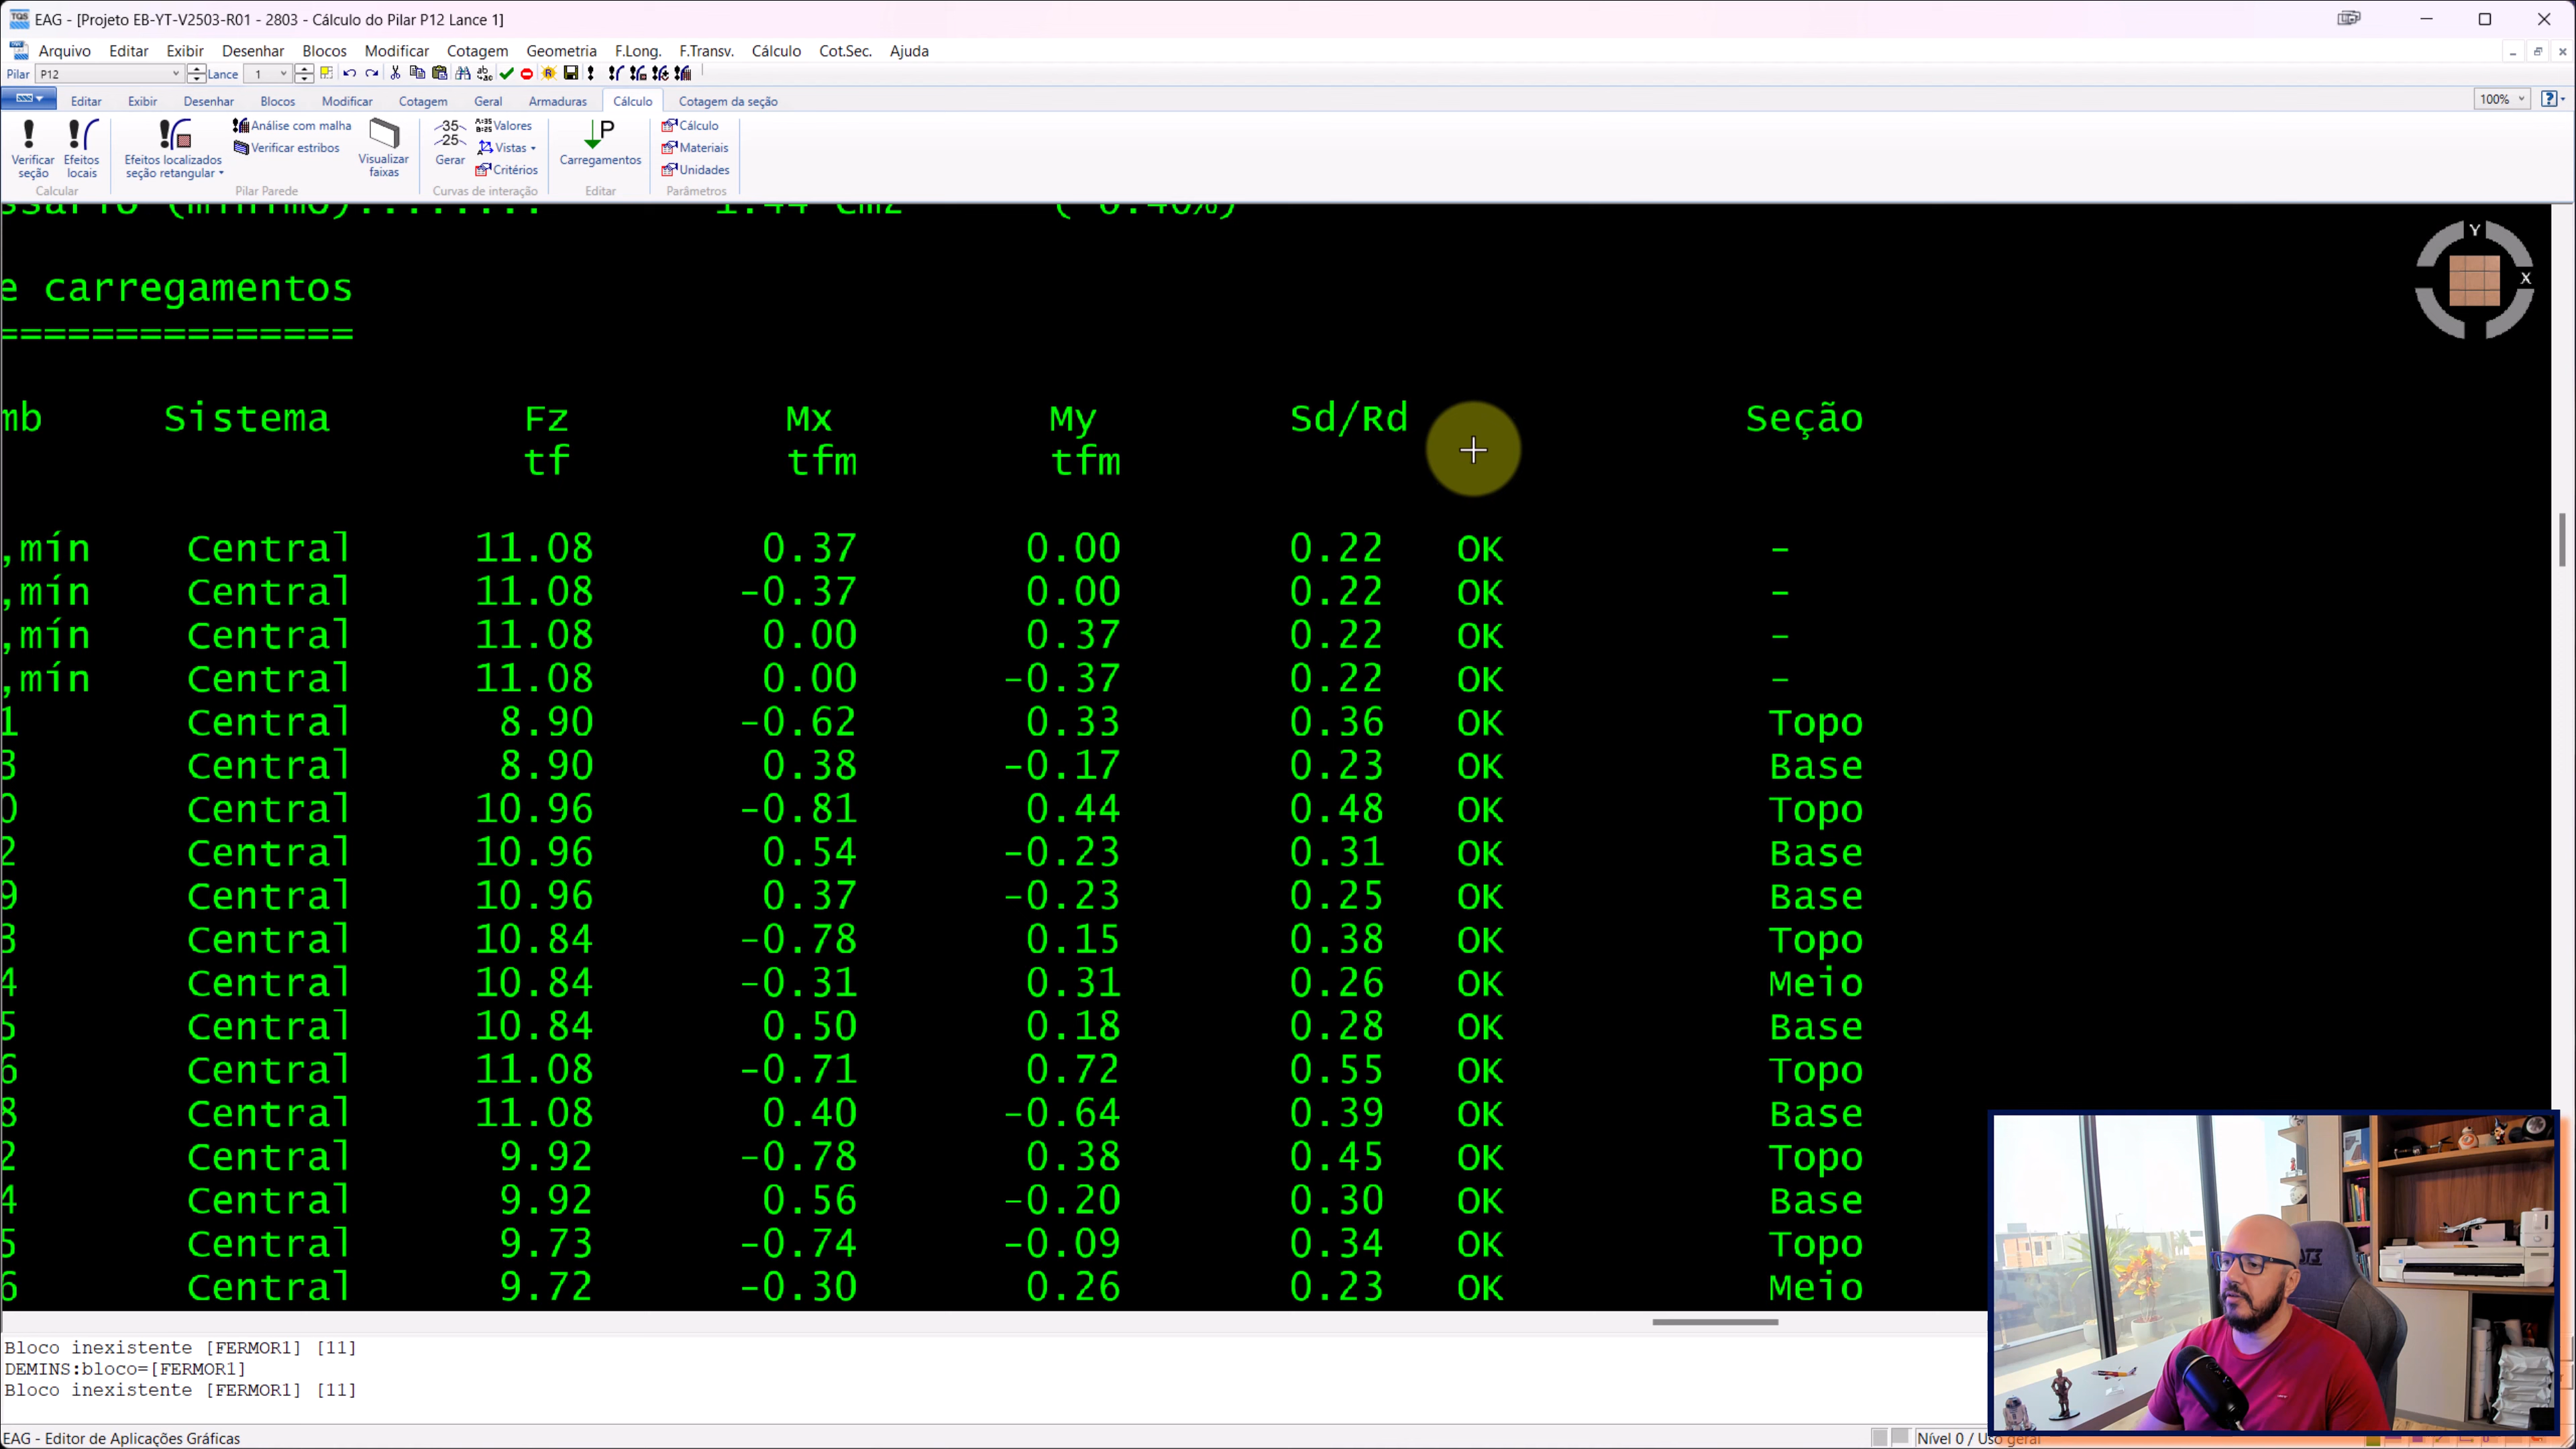 EAG - [Projeto EB-YT-V2503-R01 - 2803 - Cálculo do Pilar P12 Lance 1]
Arquivo Editar Exibir Desenhar Blocos Modificar Cotagem Geometria F.Long. F.Transv. Cálculo Cot.Sec. Ajuda
Pilar P12 Lance 1
Editar Exibir Desenhar Blocos Modificar Cotagem Geral Armaduras Cálculo Cotagem da seção 100%
Verificar seção
Efeitos locais
Calcular
Efeitos localizados seção retangular
Análise com malha
Verificar estribos
Visualizar faixas
Pilar Parede
Gerar
Valores
Vistas
Critérios
Curvas de interação
Carregamentos
Editar
Cálculo
Materiais
Unidades
Parâmetros
ssário (mínimo)........ 1.44 cm2 ( 0.40%)
e carregamentos
===============
mb Sistema Fz Mx My Sd/Rd Seção
tf tfm tfm
,mín Central 11.08 0.37 0.00 0.22 OK -
,mín Central 11.08 -0.37 0.00 0.22 OK -
,mín Central 11.08 0.00 0.37 0.22 OK -
,mín Central 11.08 0.00 -0.37 0.22 OK -
1 Central 8.90 -0.62 0.33 0.36 OK Topo
3 Central 8.90 0.38 -0.17 0.23 OK Base
0 Central 10.96 -0.81 0.44 0.48 OK Topo
2 Central 10.96 0.54 -0.23 0.31 OK Base
9 Central 10.96 0.37 -0.23 0.25 OK Base
3 Central 10.84 -0.78 0.15 0.38 OK Topo
4 Central 10.84 -0.31 0.31 0.26 OK Meio
5 Central 10.84 0.50 0.18 0.28 OK Base
6 Central 11.08 -0.71 0.72 0.55 OK Topo
8 Central 11.08 0.40 -0.64 0.39 OK Base
2 Central 9.92 -0.78 0.38 0.45 OK Topo
4 Central 9.92 0.56 -0.20 0.30 OK Base
5 Central 9.73 -0.74 -0.09 0.34 OK Topo
6 Central 9.72 -0.30 0.26 0.23 OK Meio
Y
X
Bloco inexistente [FERMOR1] [11]
DEMINS:bloco=[FERMOR1]
Bloco inexistente [FERMOR1] [11]
EAG - Editor de Aplicações Gráficas
Nível 0 / Uso geral